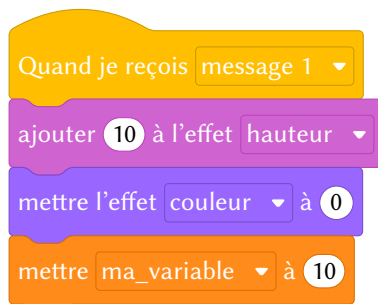 Quand je reçois message 1
ajouter 10 à l’effet hauteur
mettre l’effet couleur à 0
mettre ma_variable à 10